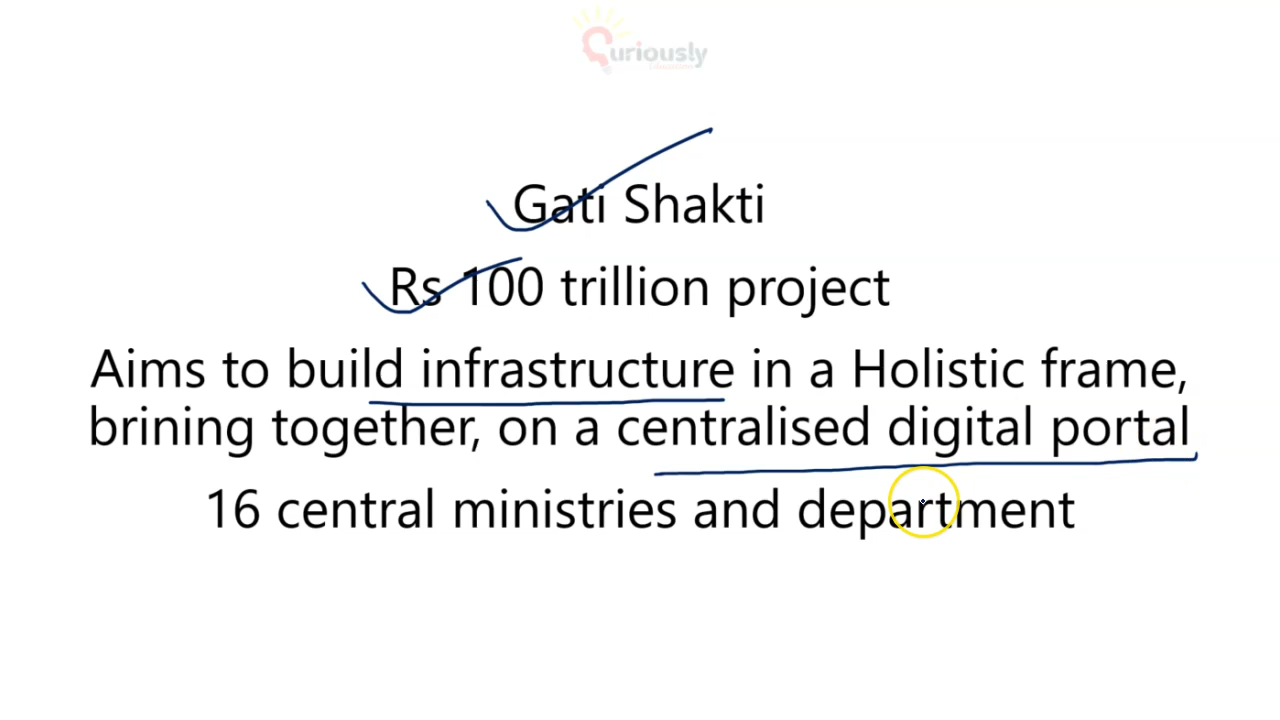 Curiously
Gati Shakti
Rs 100 trillion project
Aims to build infrastructure in a Holistic frame,
brining together, on a centralised digital portal
16 central ministries and department